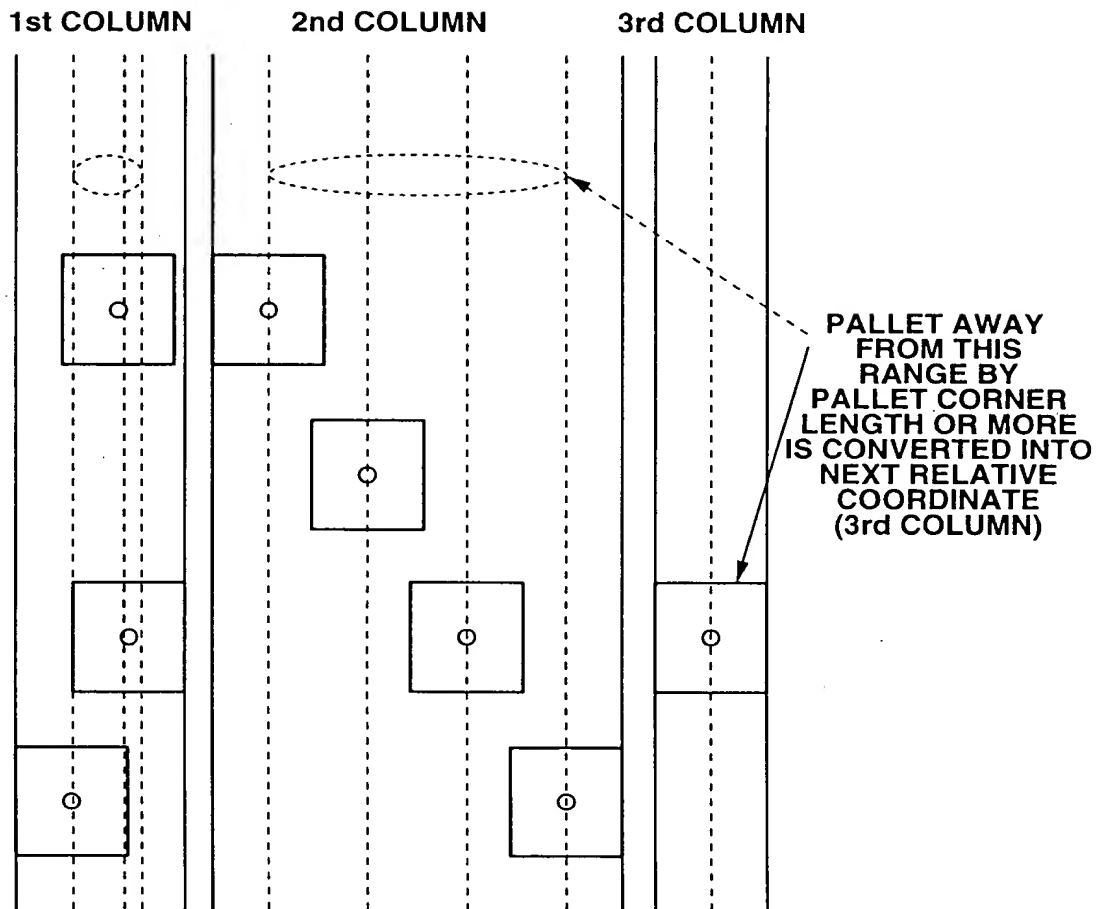 1st COLUMN
2nd COLUMN
3rd COLUMN
PALLET AWAY
FROM THIS
RANGE BY
PALLET CORNER
LENGTH OR MORE
IS CONVERTED INTO
NEXT RELATIVE
COORDINATE
(3rd COLUMN)